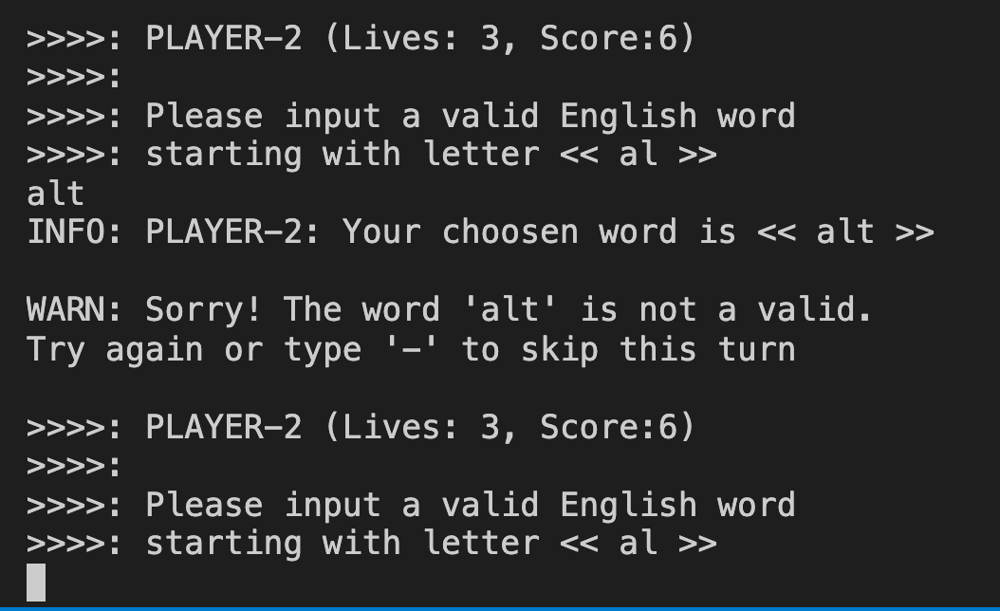 >>>>: PLAYER-2 (Lives: 3, Score:6)
>>>>:
>>>>: Please input a valid English word
>>>>: starting with letter << al >>
alt
INFO: PLAYER-2: Your choosen word is << alt >>
WARN: Sorry! The word 'alt' is not a valid.
Try again or type '-' to skip this turn
>>>>: PLAYER-2 (Lives: 3, Score:6)
>>>>:
>>>>: Please input a valid English word
>>>>: starting with letter << al >>